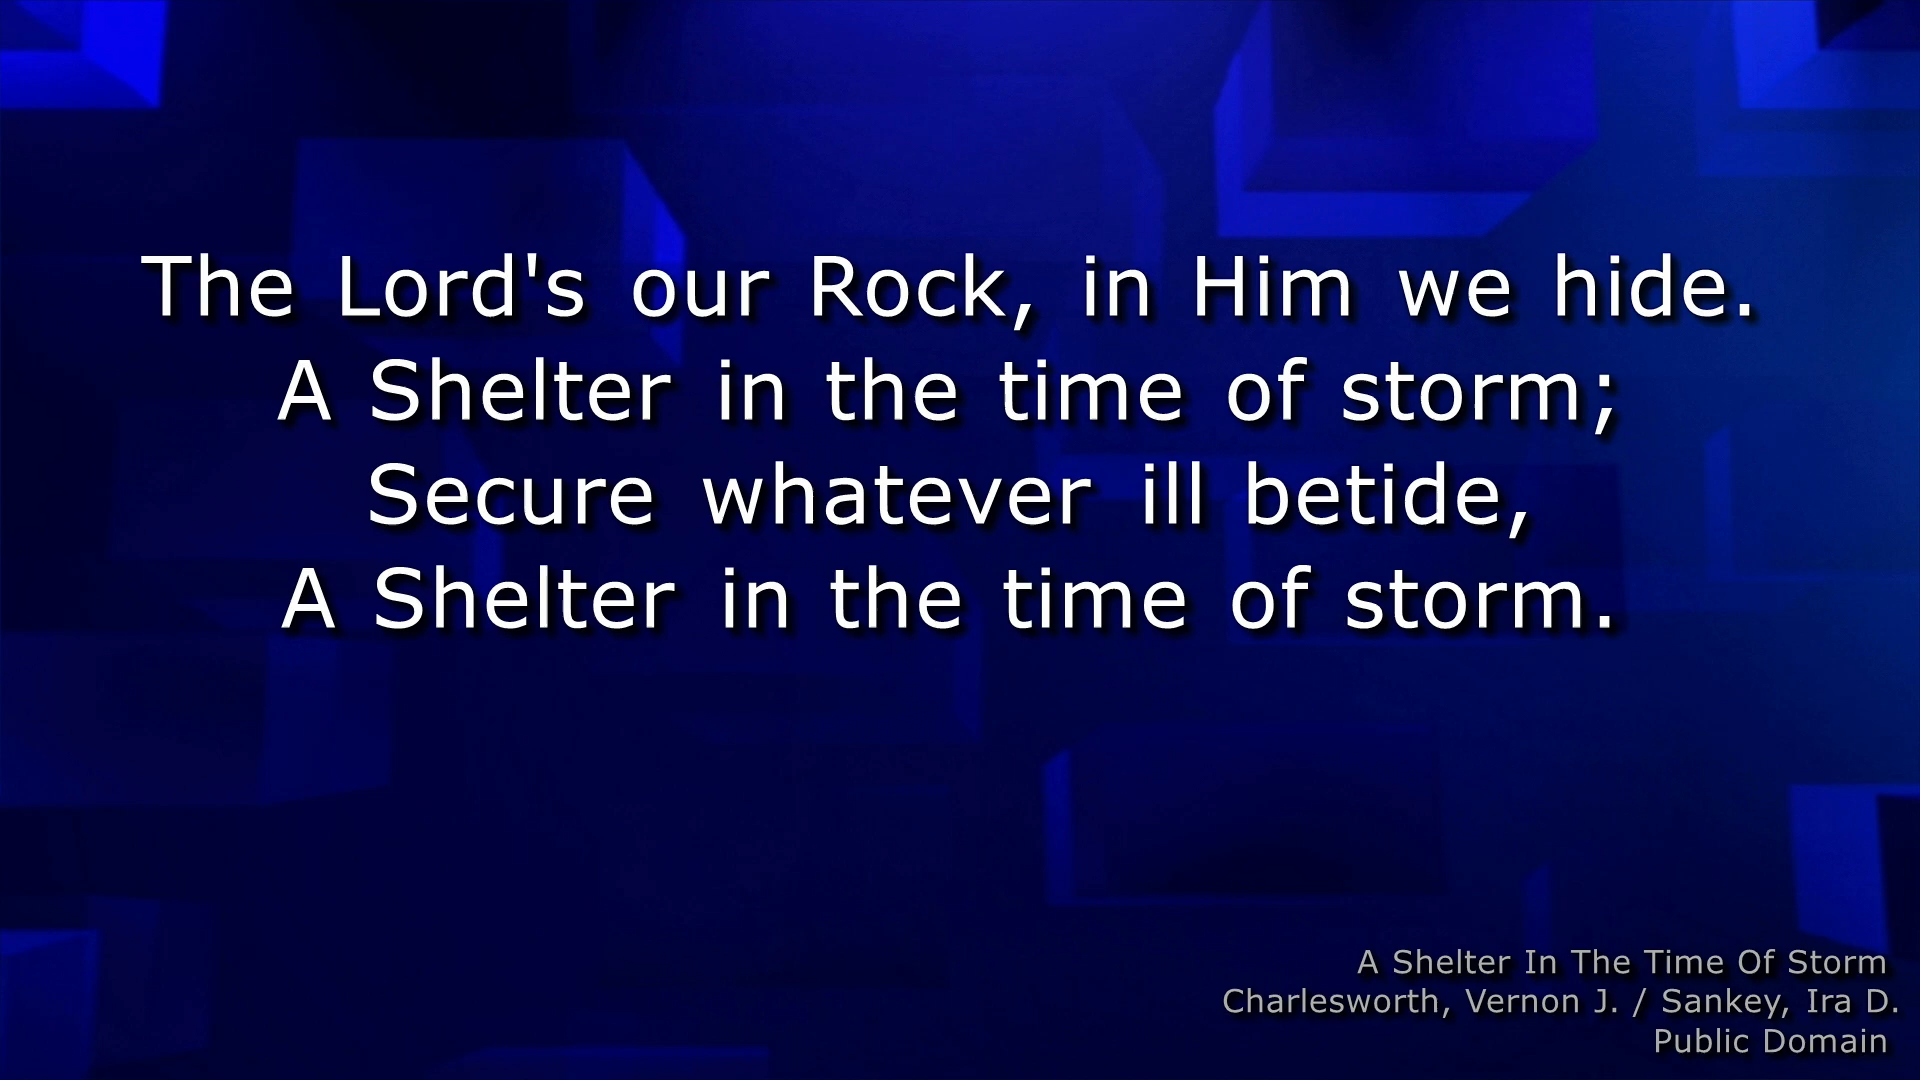 The Lord's our Rock, in Him we hide.
A Shelter in the time of storm;
Secure whatever ill betide,
A Shelter in the time of storm.
A Shelter In The Time Of Storm
Charlesworth, Vernon J. / Sankey, Ira D.
Public Domain